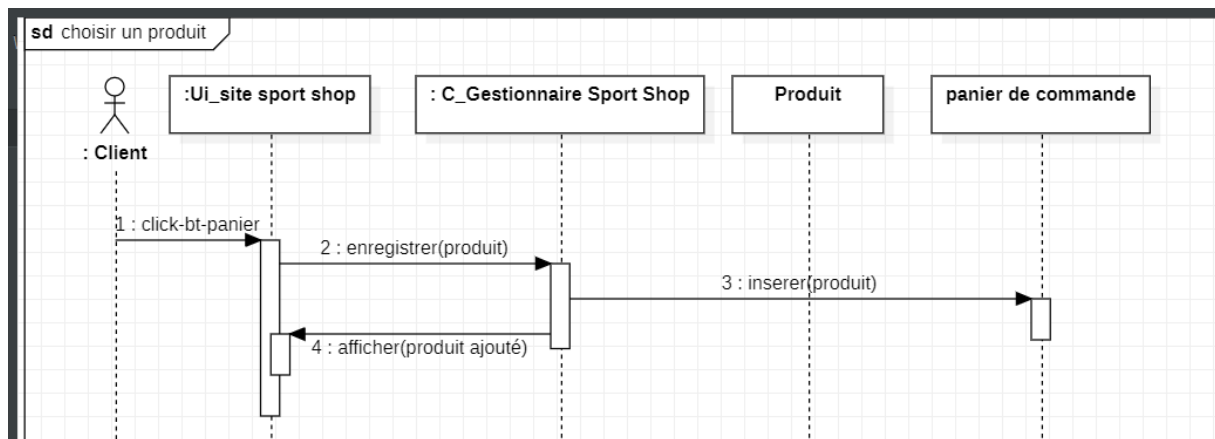 sd choisir un produit
:Ui_site sport shop
: C_Gestionnaire Sport Shop
Produit
panier de commande
: Client
1 : click-bt-panier
2 : enregistrer(produit)
3 : inserer(produit)
4 : afficher(produit ajouté)